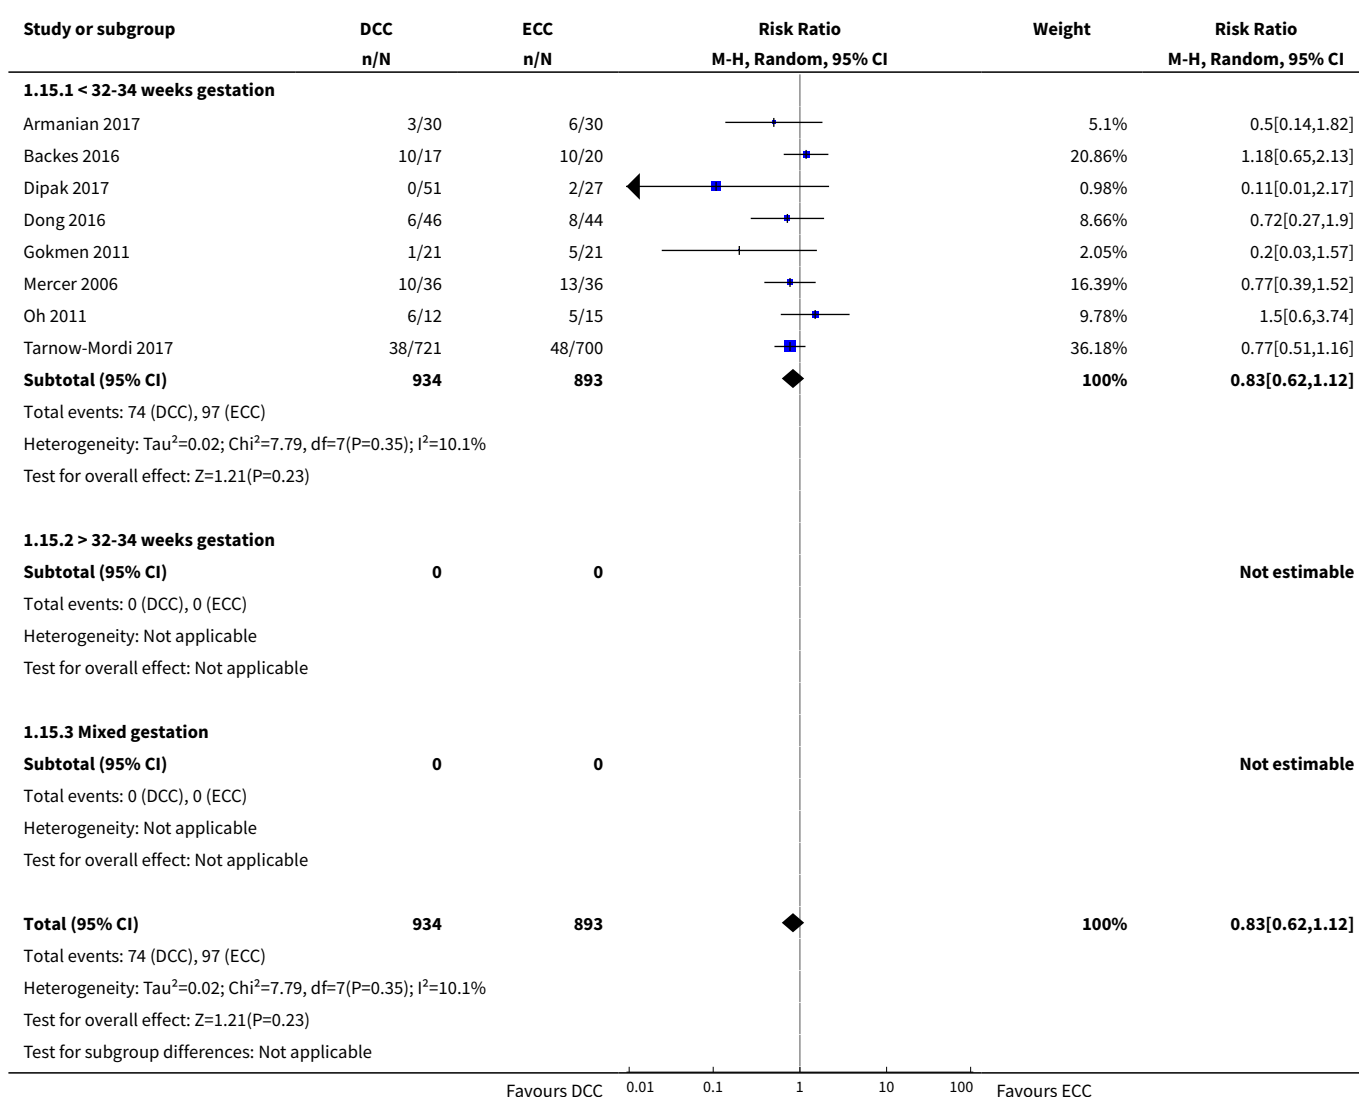 Study or subgroup DCC ECC Risk Ratio Weight Risk Ratio
n/N n/N M-H, Random, 95% CI M-H, Random, 95% CI
1.15.1 < 32-34 weeks gestation
Armanian 2017 3/30 6/30 5.1% 0.5[0.14,1.82]
Backes 2016 10/17 10/20 20.86% 1.18[0.65,2.13]
Dipak 2017 0/51 2/27 0.98% 0.11[0.01,2.17]
Dong 2016 6/46 8/44 8.66% 0.72[0.27,1.9]
Gokmen 2011 1/21 5/21 2.05% 0.2[0.03,1.57]
Mercer 2006 10/36 13/36 16.39% 0.77[0.39,1.52]
Oh 2011 6/12 5/15 9.78% 1.5[0.6,3.74]
Tarnow-Mordi 2017 38/721 48/700 36.18% 0.77[0.51,1.16]
Subtotal (95% CI) 934 893 100% 0.83[0.62,1.12]
Total events: 74 (DCC), 97 (ECC)
Heterogeneity: Tau²=0.02; Chi²=7.79, df=7(P=0.35); I²=10.1%
Test for overall effect: Z=1.21(P=0.23)
1.15.2 > 32-34 weeks gestation
Subtotal (95% CI) 0 0 Not estimable
Total events: 0 (DCC), 0 (ECC)
Heterogeneity: Not applicable
Test for overall effect: Not applicable
1.15.3 Mixed gestation
Subtotal (95% CI) 0 0 Not estimable
Total events: 0 (DCC), 0 (ECC)
Heterogeneity: Not applicable
Test for overall effect: Not applicable
Total (95% CI) 934 893 100% 0.83[0.62,1.12]
Total events: 74 (DCC), 97 (ECC)
Heterogeneity: Tau²=0.02; Chi²=7.79, df=7(P=0.35); I²=10.1%
Test for overall effect: Z=1.21(P=0.23)
Test for subgroup differences: Not applicable
Favours DCC 0.01 0.1 1 10 100 Favours ECC